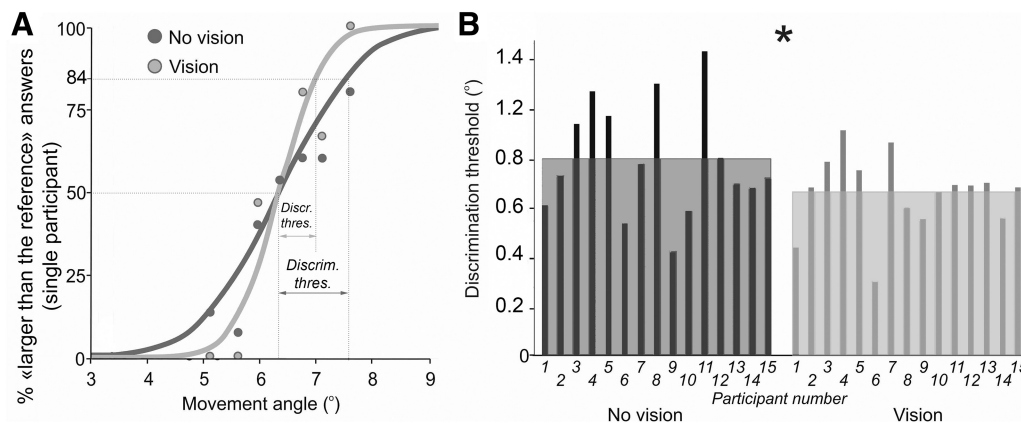 A
% «larger than the reference» answers
(single participant)
100
84
75
50
25
0
No vision
Vision
Discr.
thres.
Discrim.
thres.
3 4 5 6 7 8 9
Movement angle (°)
B
*
Discrimination threshold (°)
1.4
1.2
1.0
0.8
0.6
0.4
0.2
0
1 3 5 7 9 11 13 15 1 3 5 7 9 11 13
2 4 6 8 10 12 14 2 4 6 8 10 12 14
Participant number
No vision Vision